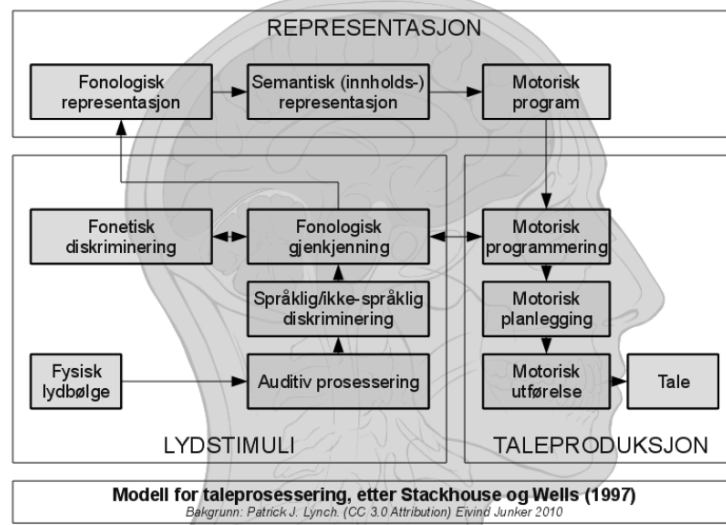 REPRESENTASJON
Fonologisk
representasjon
Semantisk (innholds-)
representasjon
Motorisk
program
Fonetisk
diskriminering
Fonologisk
gjenkjenning
Motorisk
programmering
Språklig/ikke-språklig
diskriminering
Motorisk
planlegging
Fysisk
lydbølge
Auditiv prosessering
Motorisk
utførelse
Tale
LYDSTIMULI
TALEPRODUKSJON
Modell for taleprosessering, etter Stackhouse og Wells (1997)
Bakgrunn: Patrick J. Lynch. (CC 3.0 Attribution) Eivind Junker 2010